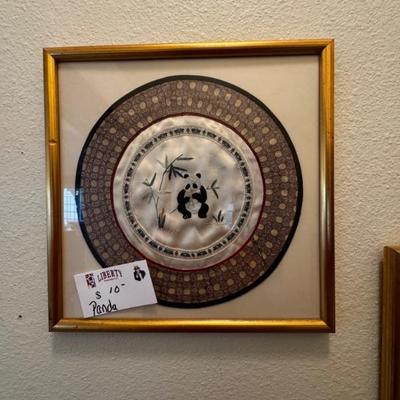 LIBERTY
$ 10-
Panda